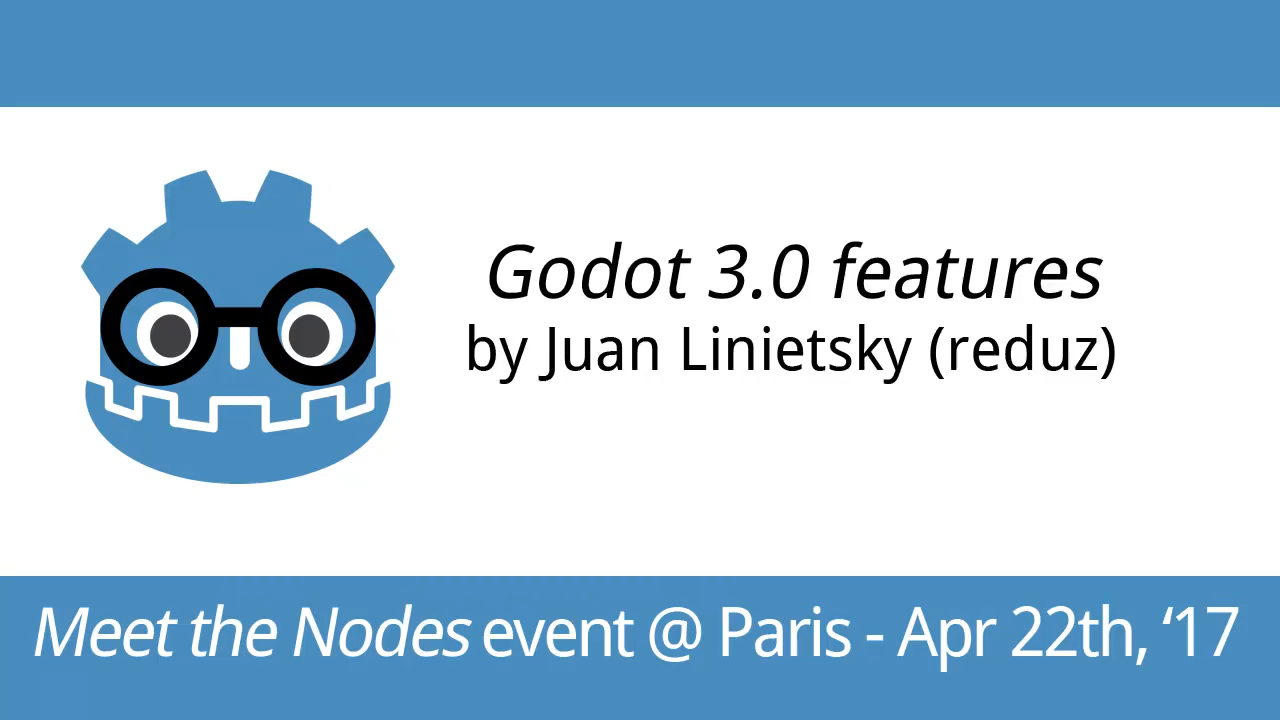 Godot 3.0 features
by Juan Linietsky (reduz)
Meet the Nodes event @ Paris - Apr 22th, ‘17